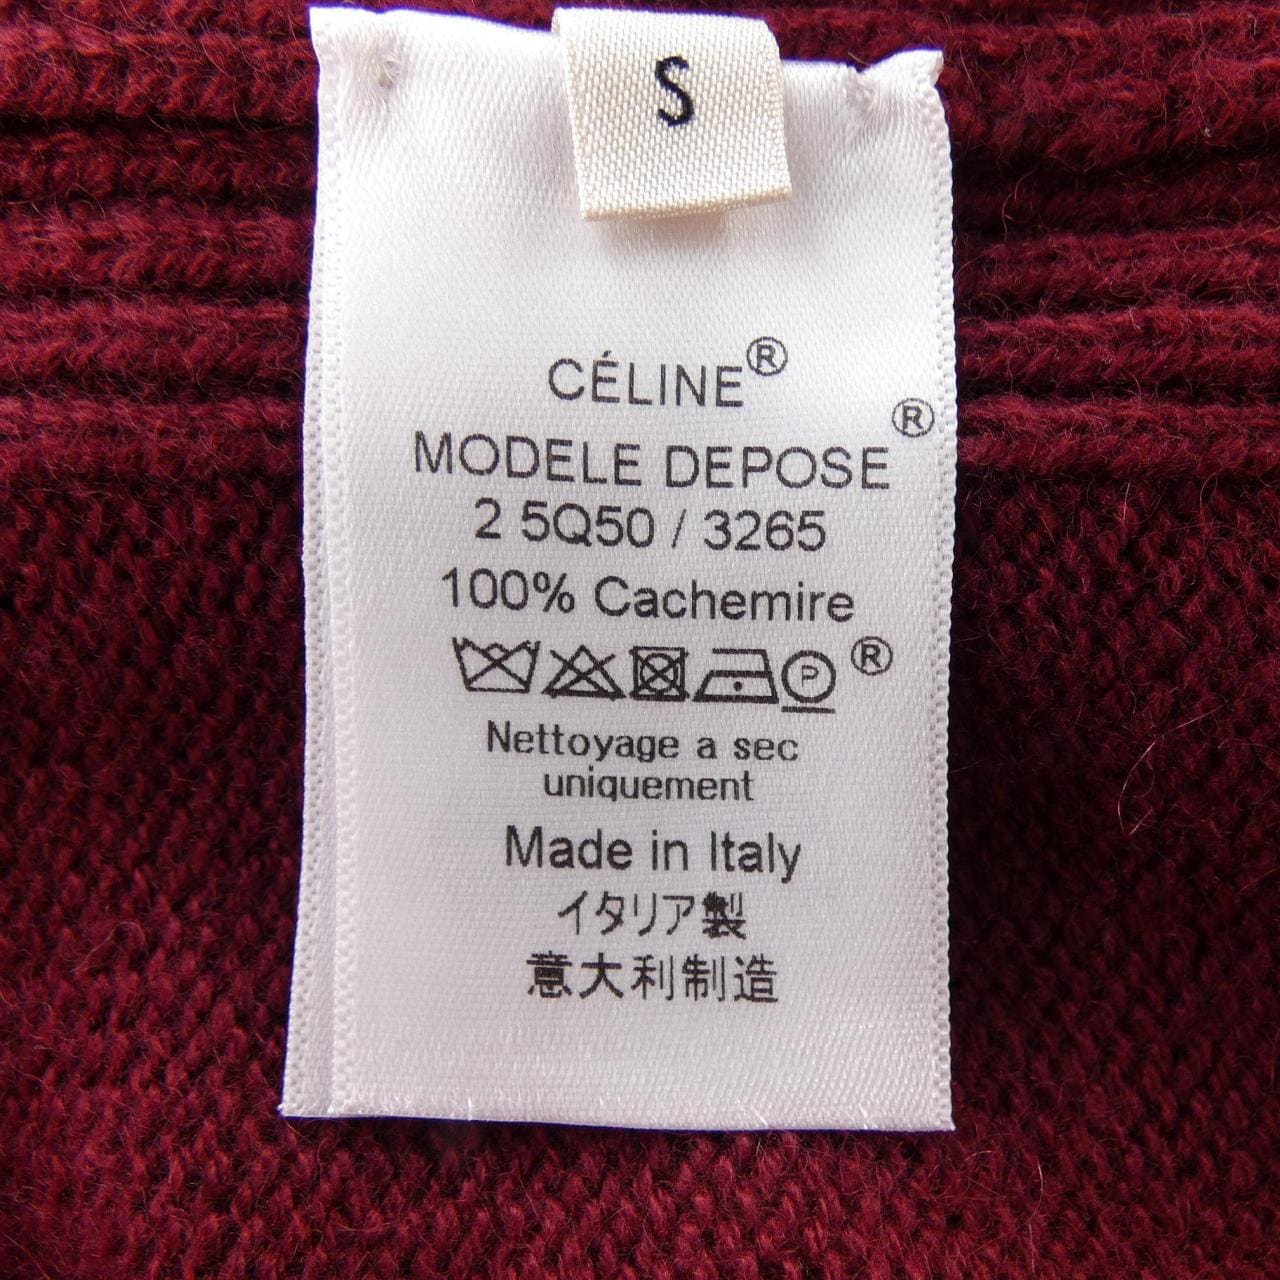 S
CÉLINE®
MODELE DEPOSE®
2 5Q50 / 3265
100% Cachemire
P ®
Nettoyage a sec
uniquement
Made in Italy
イタリア製
意大利制造